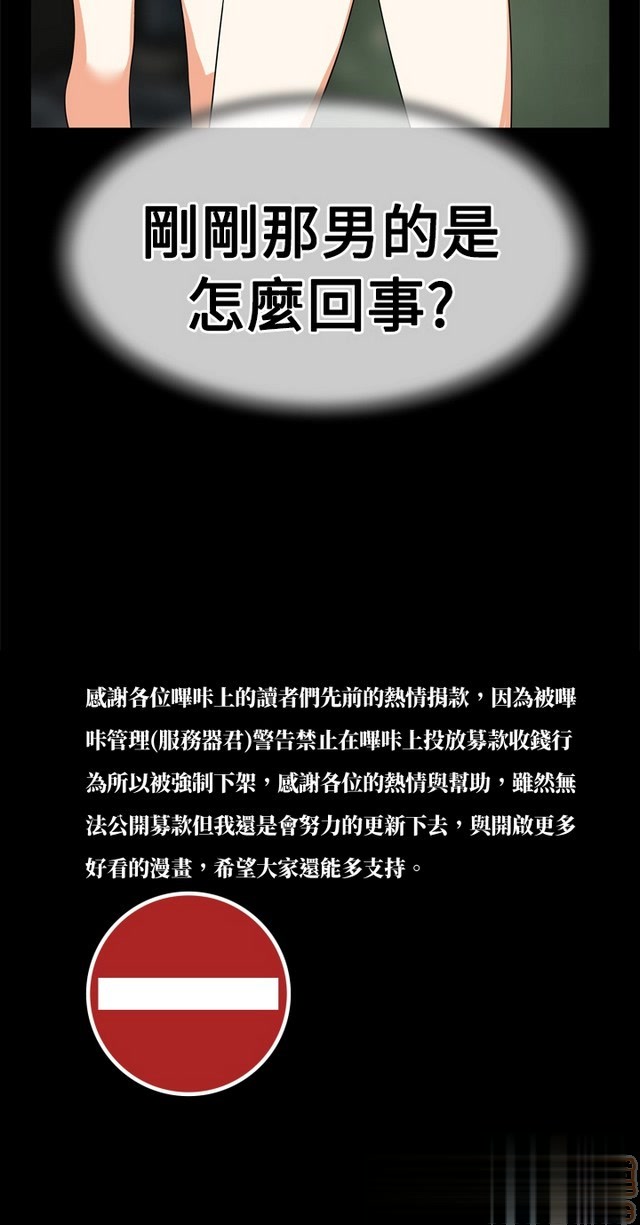 剛剛那男的是
怎麼回事?
感謝各位嗶咔上的讀者們先前的熱情捐款，因為被嗶
咔管理(服務器君)警告禁止在嗶咔上投放募款收錢行
為所以被強制下架，感謝各位的熱情與幫助，雖然無
法公開募款但我還是會努力的更新下去，與開啟更多
好看的漫畫，希望大家還能多支持。